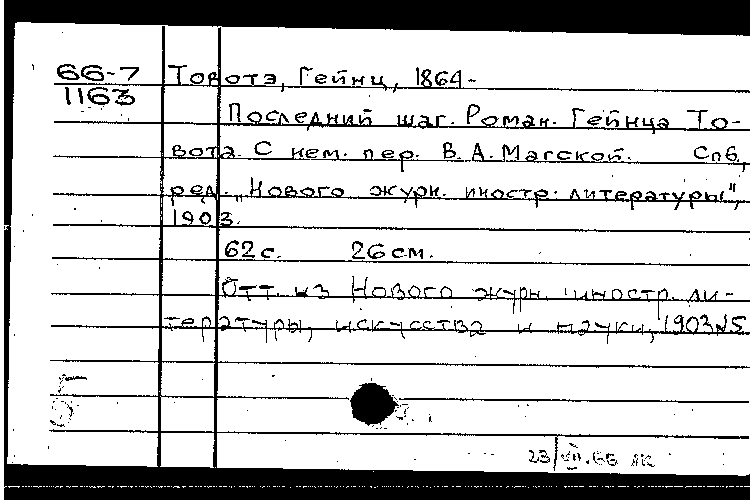 66-7
1163
Товотэ, Гейнц, 1864-
Последний шаг. Роман. Гейнца То-
вота. С нем. пер. В.А. Магской. Спб,
ред. "Нового журн. иностр. литературы",
1903.
62 с. 26 см.
Отт. из Нового журн. иностр. ли-
тературы, искусства и науки, 1903 №5
23/VII.66 ЯК